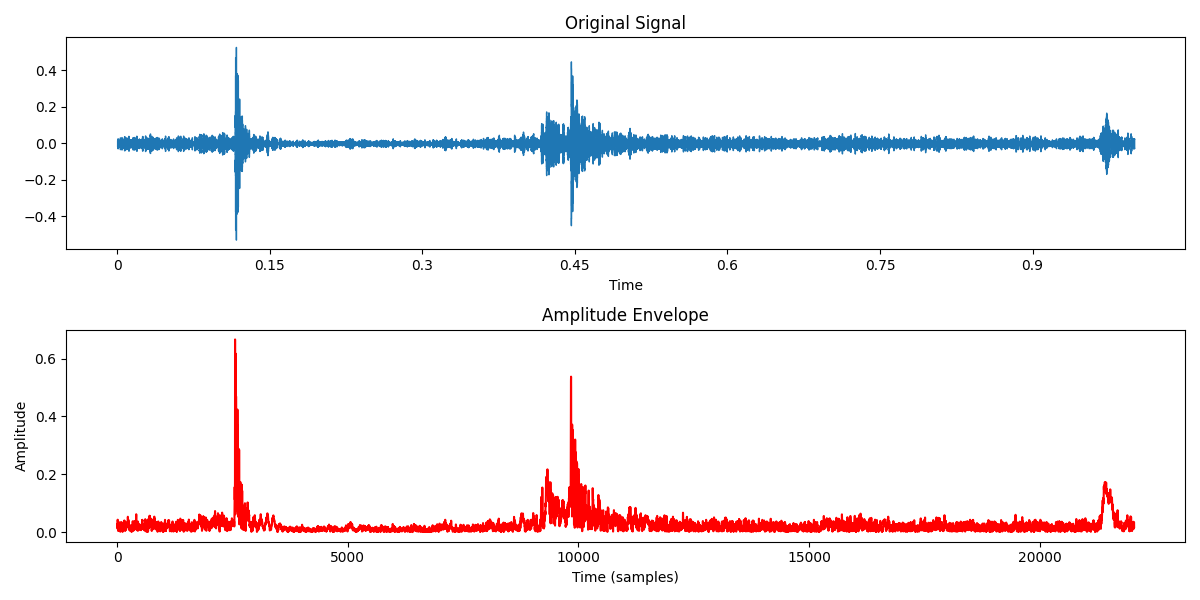 Original Signal
0.4
0.2
0.0
−0.2
−0.4
0 0.15 0.3 0.45 0.6 0.75 0.9
Time
Amplitude Envelope
Amplitude
0.6
0.4
0.2
0.0
0 5000 10000 15000 20000
Time (samples)